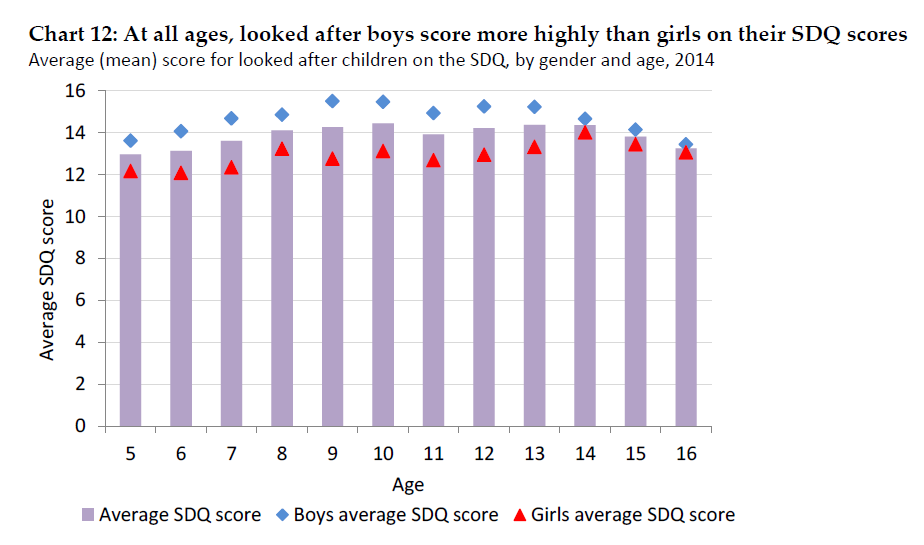 Chart 12: At all ages, looked after boys score more highly than girls on their SDQ scores
Average (mean) score for looked after children on the SDQ, by gender and age, 2014
16
14
12
10
8
6
4
2
0
Average SDQ score
5 6 7 8 9 10 11 12 13 14 15 16
Age
Average SDQ score Boys average SDQ score Girls average SDQ score